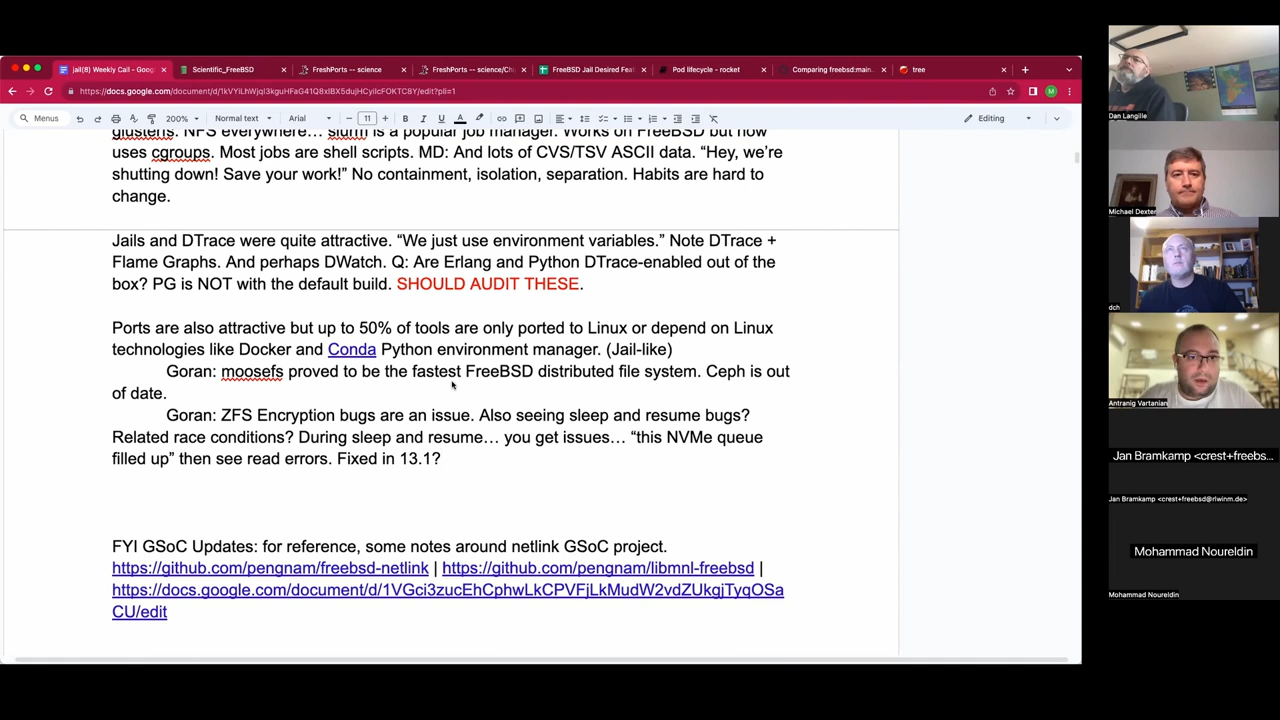 jail(8) Weekly Call - Goog
Scientific_FreeBSD
FreshPorts -- science
FreshPorts -- science/Ch
FreeBSD Jail Desired Fea
Pod lifecycle - rocket
Comparing freebsd:main
tree
Menus
200%
Normal text
Arial
11
Editing
glusterfs. NFS everywhere… slurm is a popular job manager. Works on FreeBSD but now
uses cgroups. Most jobs are shell scripts. MD: And lots of CVS/TSV ASCII data. “Hey, we’re
shutting down! Save your work!” No containment, isolation, separation. Habits are hard to
change.
Jails and DTrace were quite attractive. “We just use environment variables.” Note DTrace +
Flame Graphs. And perhaps DWatch. Q: Are Erlang and Python DTrace-enabled out of the
box? PG is NOT with the default build. SHOULD AUDIT THESE.
Ports are also attractive but up to 50% of tools are only ported to Linux or depend on Linux
technologies like Docker and Conda Python environment manager. (Jail-like)
Goran: moosefs proved to be the fastest FreeBSD distributed file system. Ceph is out
of date.
Goran: ZFS Encryption bugs are an issue. Also seeing sleep and resume bugs?
Related race conditions? During sleep and resume… you get issues… “this NVMe queue
filled up” then see read errors. Fixed in 13.1?
FYI GSoC Updates: for reference, some notes around netlink GSoC project.
https://github.com/pengnam/freebsd-netlink | https://github.com/pengnam/libmnl-freebsd |
https://docs.google.com/document/d/1VGci3zucEhCphwLkCPVFjLkMudW2vdZUkgjTyqOSa
CU/edit
Dan Langille
Michael Dexter
dch
Antranig Vartanian
Jan Bramkamp <crest+freebs...
Jan Bramkamp <crest+freebsd@rlwinm.de>
Mohammad Noureldin
Mohammad Noureldin